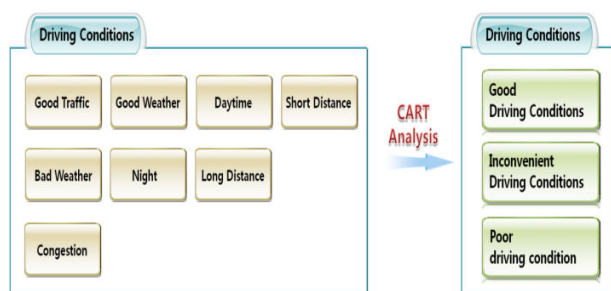 Driving Conditions
Good Traffic
Good Weather
Daytime
Short Distance
Bad Weather
Night
Long Distance
Congestion
CART
Analysis
Driving Conditions
Good
Driving Conditions
Inconvenient
Driving Conditions
Poor
driving condition